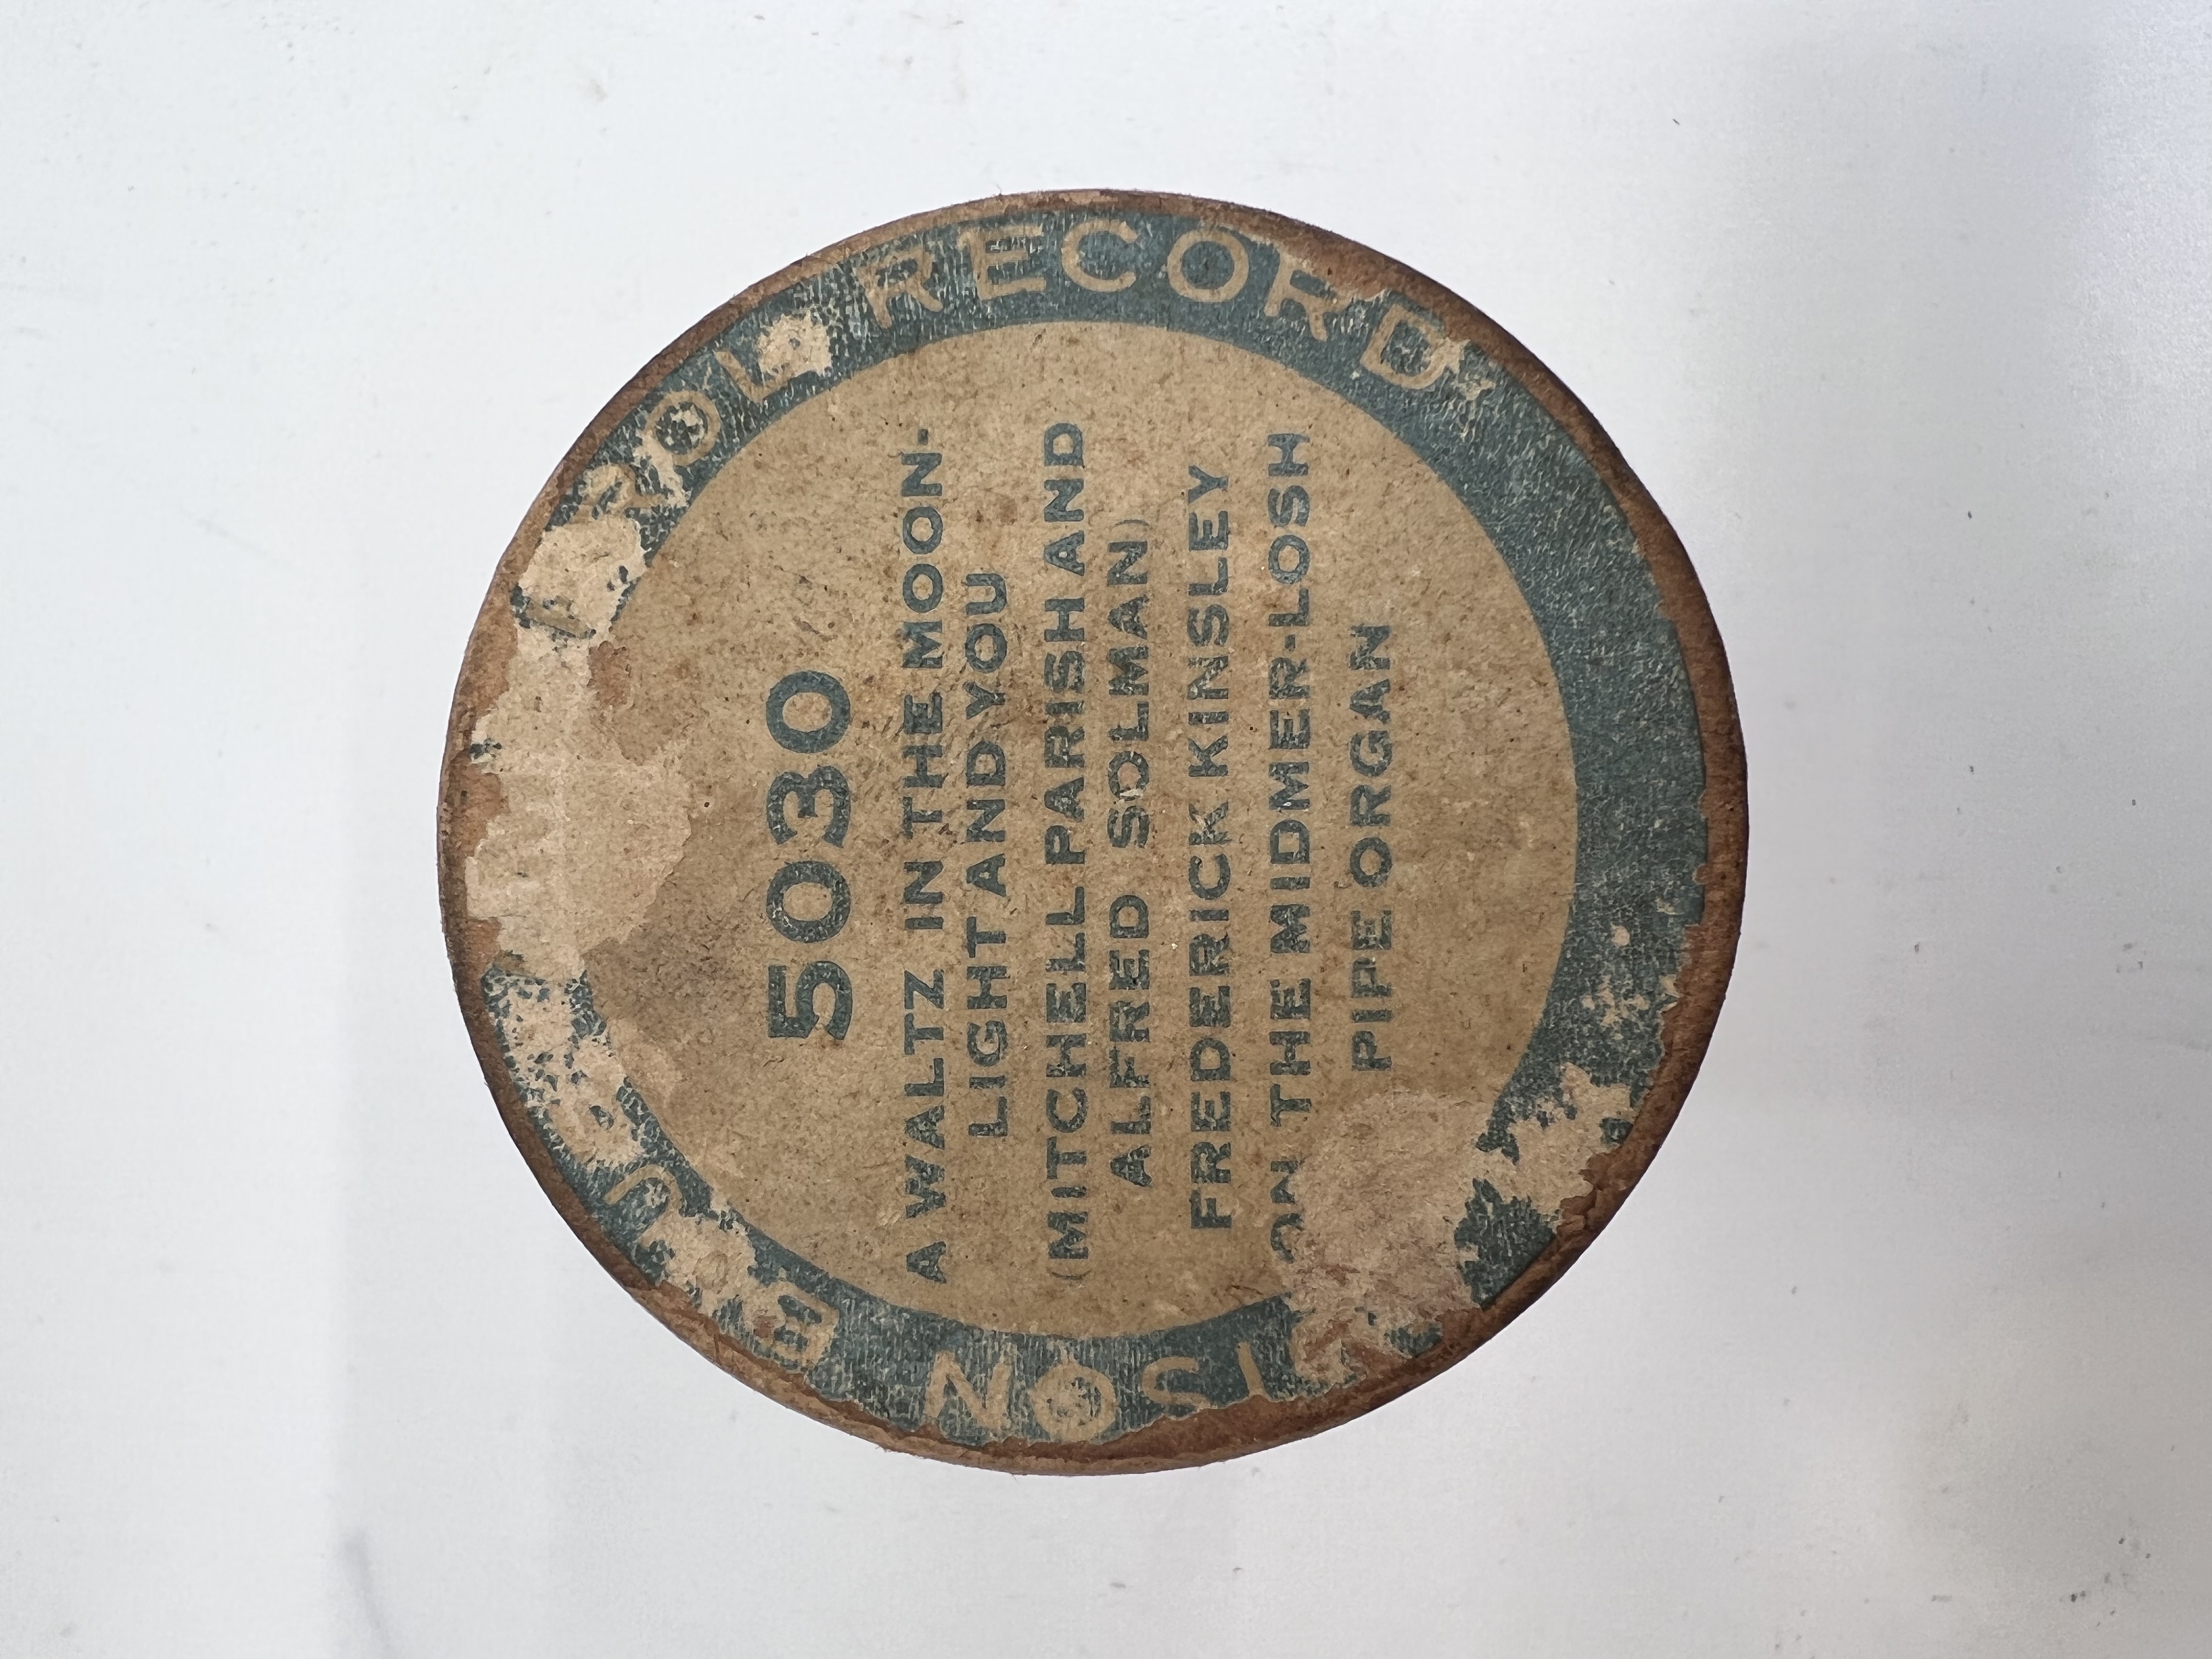 5030
A WALTZ IN THE MOON-
LIGHT AND YOU
(MITCHELL PARISH AND
ALFRED SOLMAN)
FREDERICK KINSLEY
ON THE MIDMER-LOSH
PIPE ORGAN
RECORD